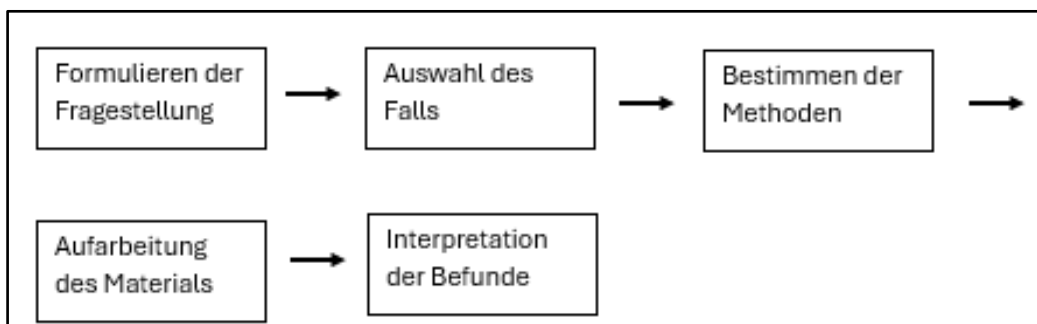 Formulieren der
Fragestellung
Auswahl des
Falls
Bestimmen der
Methoden
Aufarbeitung
des Materials
Interpretation
der Befunde